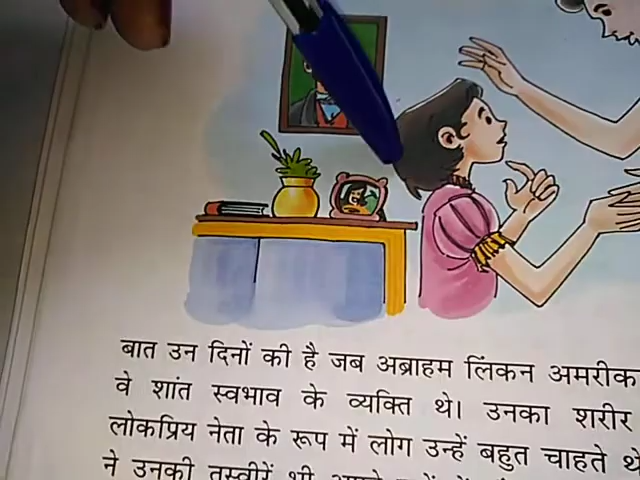 बात उन दिनों की है जब अब्राहम लिंकन अमरीक
वे शांत स्वभाव के व्यक्ति थे। उनका शरीर
लोकप्रिय नेता के रूप में लोग उन्हें बहुत चाहते थे
ने उनकी तस्वीरें भी